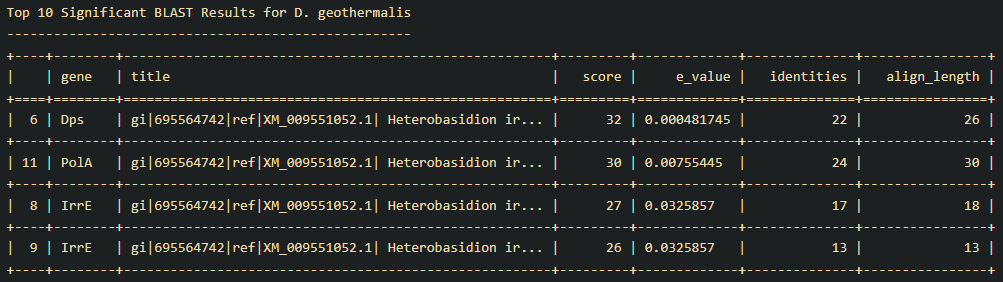 Top 10 Significant BLAST Results for D. geothermalis
----------------------------------------------------
+----+--------+-------------------------------------------------------+---------+-------------+--------------+----------------+
|    | gene   | title                                                 |   score |     e_value |   identities |   align_length |
+====+========+=======================================================+=========+=============+==============+================+
|  6 | Dps    | gi|695564742|ref|XM_009551052.1| Heterobasidion ir... |      32 | 0.000481745 |           22 |             26 |
+----+--------+-------------------------------------------------------+---------+-------------+--------------+----------------+
| 11 | PolA   | gi|695564742|ref|XM_009551052.1| Heterobasidion ir... |      30 | 0.00755445  |           24 |             30 |
+----+--------+-------------------------------------------------------+---------+-------------+--------------+----------------+
|  8 | IrrE   | gi|695564742|ref|XM_009551052.1| Heterobasidion ir... |      27 | 0.0325857   |           17 |             18 |
+----+--------+-------------------------------------------------------+---------+-------------+--------------+----------------+
|  9 | IrrE   | gi|695564742|ref|XM_009551052.1| Heterobasidion ir... |      26 | 0.0325857   |           13 |             13 |
+----+--------+-------------------------------------------------------+---------+-------------+--------------+----------------+